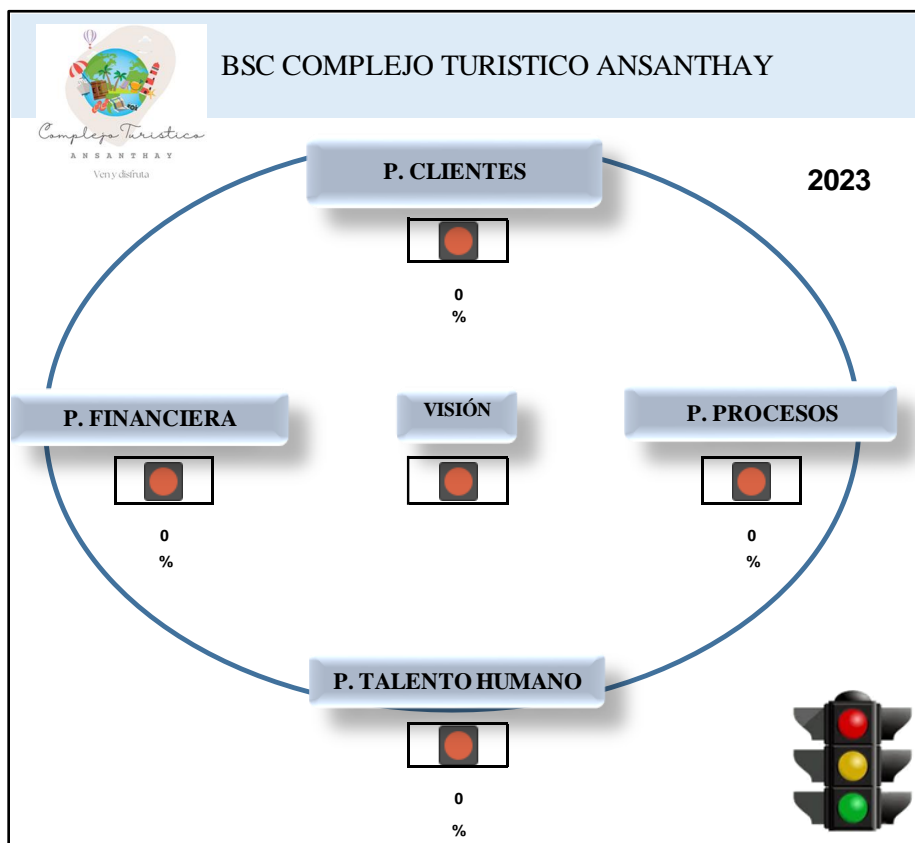 BSC COMPLEJO TURISTICO ANSANTHAY
Complejo Turistico
ANSANTHAY
Ven y disfruta
P. CLIENTES
2023
0
%
P. FINANCIERA
VISIÓN
P. PROCESOS
0
%
0
%
P. TALENTO HUMANO
0
%